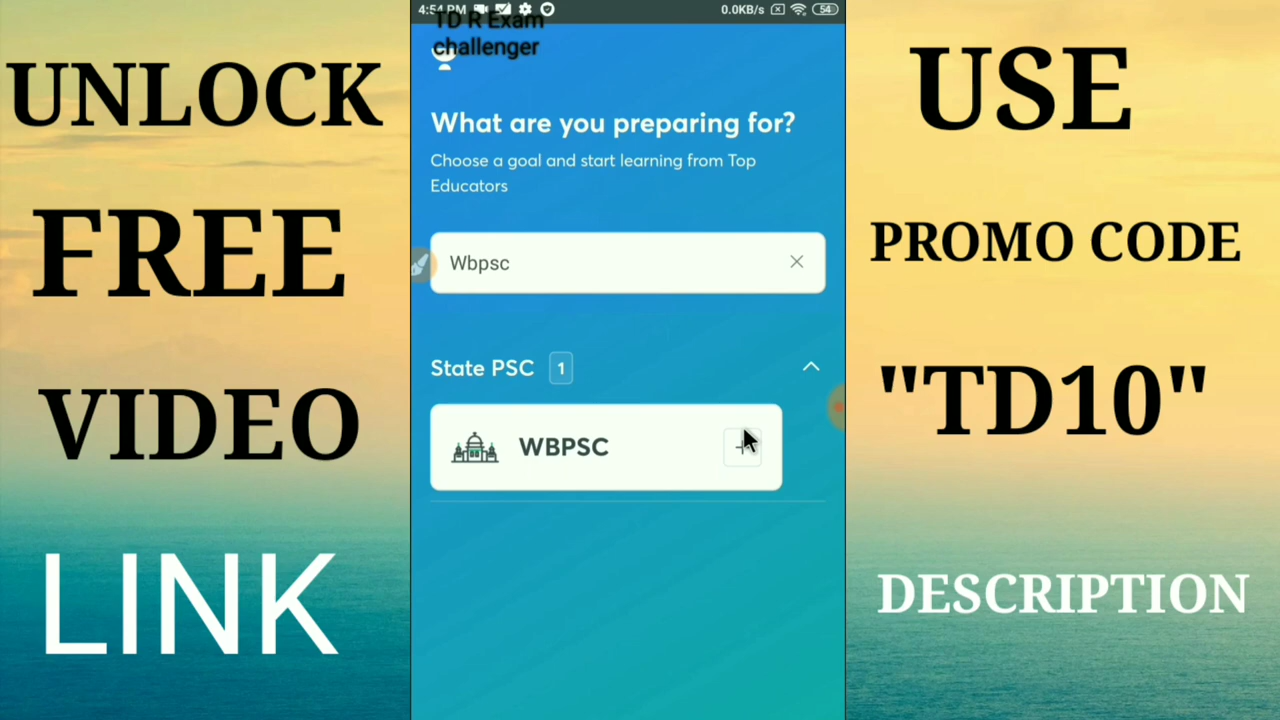 UNLOCK
FREE
VIDEO
LINK
4:54 PM
0.0KB/s
54
TD R Exam
challenger
What are you preparing for?
Choose a goal and start learning from Top
Educators
Wbpsc
State PSC 1
WBPSC
USE
PROMO CODE
"TD10"
DESCRIPTION